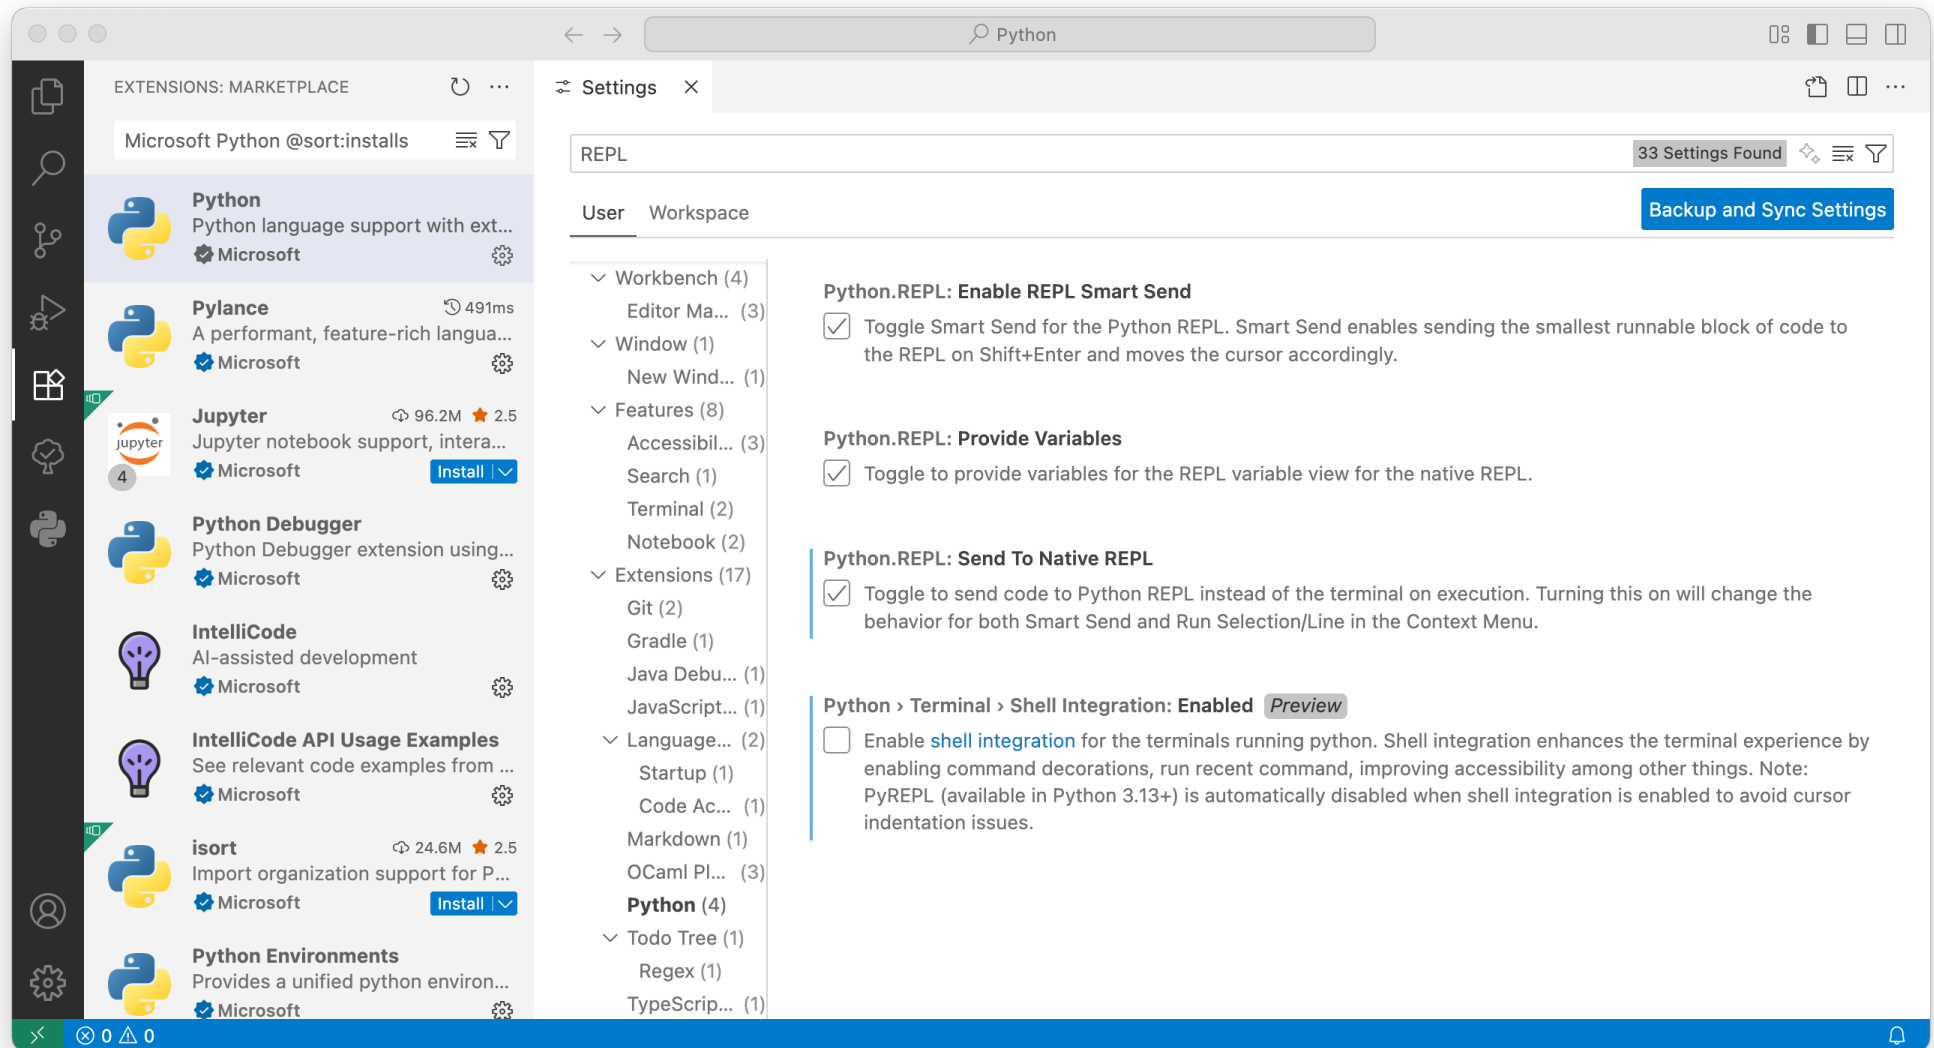 Python
EXTENSIONS: MARKETPLACE
Microsoft Python @sort:installs
Python
Python language support with ext...
Microsoft
Pylance
491ms
A performant, feature-rich langua...
Microsoft
Jupyter
96.2M
2.5
jupyter
Jupyter notebook support, intera...
4
Microsoft
Install
Python Debugger
Python Debugger extension using...
Microsoft
IntelliCode
AI-assisted development
Microsoft
IntelliCode API Usage Examples
See relevant code examples from ...
Microsoft
isort
24.6M
2.5
Import organization support for P...
Microsoft
Install
Python Environments
Provides a unified python environ...
Microsoft
Settings
REPL
33 Settings Found
User
Workspace
Backup and Sync Settings
Workbench (4)
Editor Ma... (3)
Window (1)
New Wind... (1)
Features (8)
Accessibil... (3)
Search (1)
Terminal (2)
Notebook (2)
Extensions (17)
Git (2)
Gradle (1)
Java Debu... (1)
JavaScript... (1)
Language... (2)
Startup (1)
Code Ac... (1)
Markdown (1)
OCaml Pl... (3)
Python (4)
Todo Tree (1)
Regex (1)
TypeScrip... (1)
Python.REPL: Enable REPL Smart Send
Toggle Smart Send for the Python REPL. Smart Send enables sending the smallest runnable block of code to
the REPL on Shift+Enter and moves the cursor accordingly.
Python.REPL: Provide Variables
Toggle to provide variables for the REPL variable view for the native REPL.
Python.REPL: Send To Native REPL
Toggle to send code to Python REPL instead of the terminal on execution. Turning this on will change the
behavior for both Smart Send and Run Selection/Line in the Context Menu.
Python › Terminal › Shell Integration: Enabled Preview
Enable shell integration for the terminals running python. Shell integration enhances the terminal experience by
enabling command decorations, run recent command, improving accessibility among other things. Note:
PyREPL (available in Python 3.13+) is automatically disabled when shell integration is enabled to avoid cursor
indentation issues.
0
0